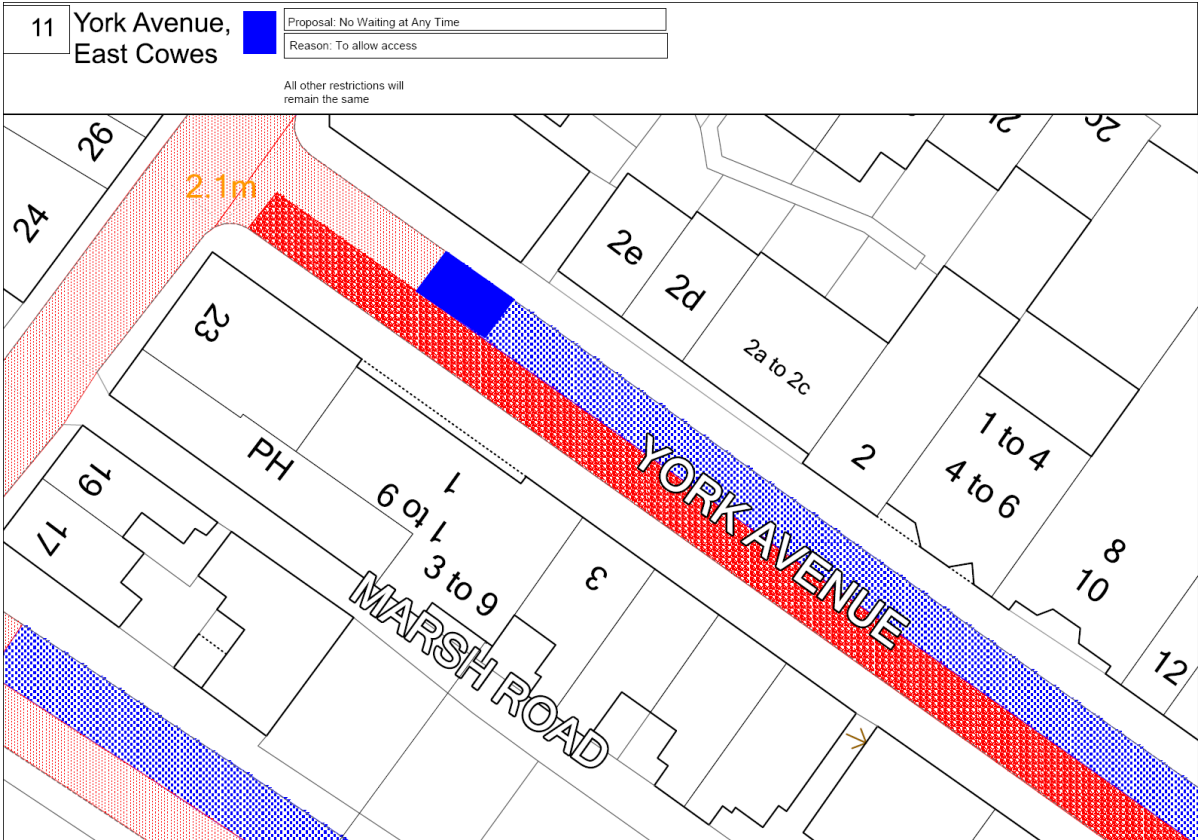 11
York Avenue,
East Cowes
Proposal: No Waiting at Any Time
Reason: To allow access
All other restrictions will
remain the same
26
24
2.1m
2e
2d
2a to 2c
2
1 to 4
4 to 6
8
10
12
23
PH
1
1 to 9
3 to 9
3
19
17
YORK AVENUE
MARSH ROAD